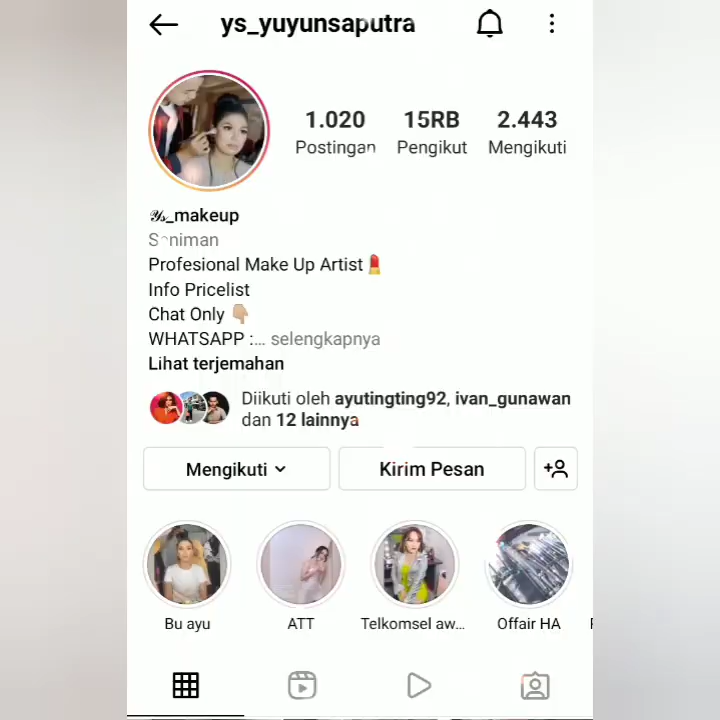 ys_yuyunsaputra
1.020 15RB 2.443
Postingan Pengikut Mengikuti
𝒴𝓈_makeup
Seniman
Profesional Make Up Artist💄
Info Pricelist
Chat Only 👇🏼
WHATSAPP :... selengkapnya
Lihat terjemahan
Diikuti oleh ayutingting92, ivan_gunawan
dan 12 lainnya
Mengikuti Kirim Pesan
Bu ayu ATT Telkomsel aw... Offair HA